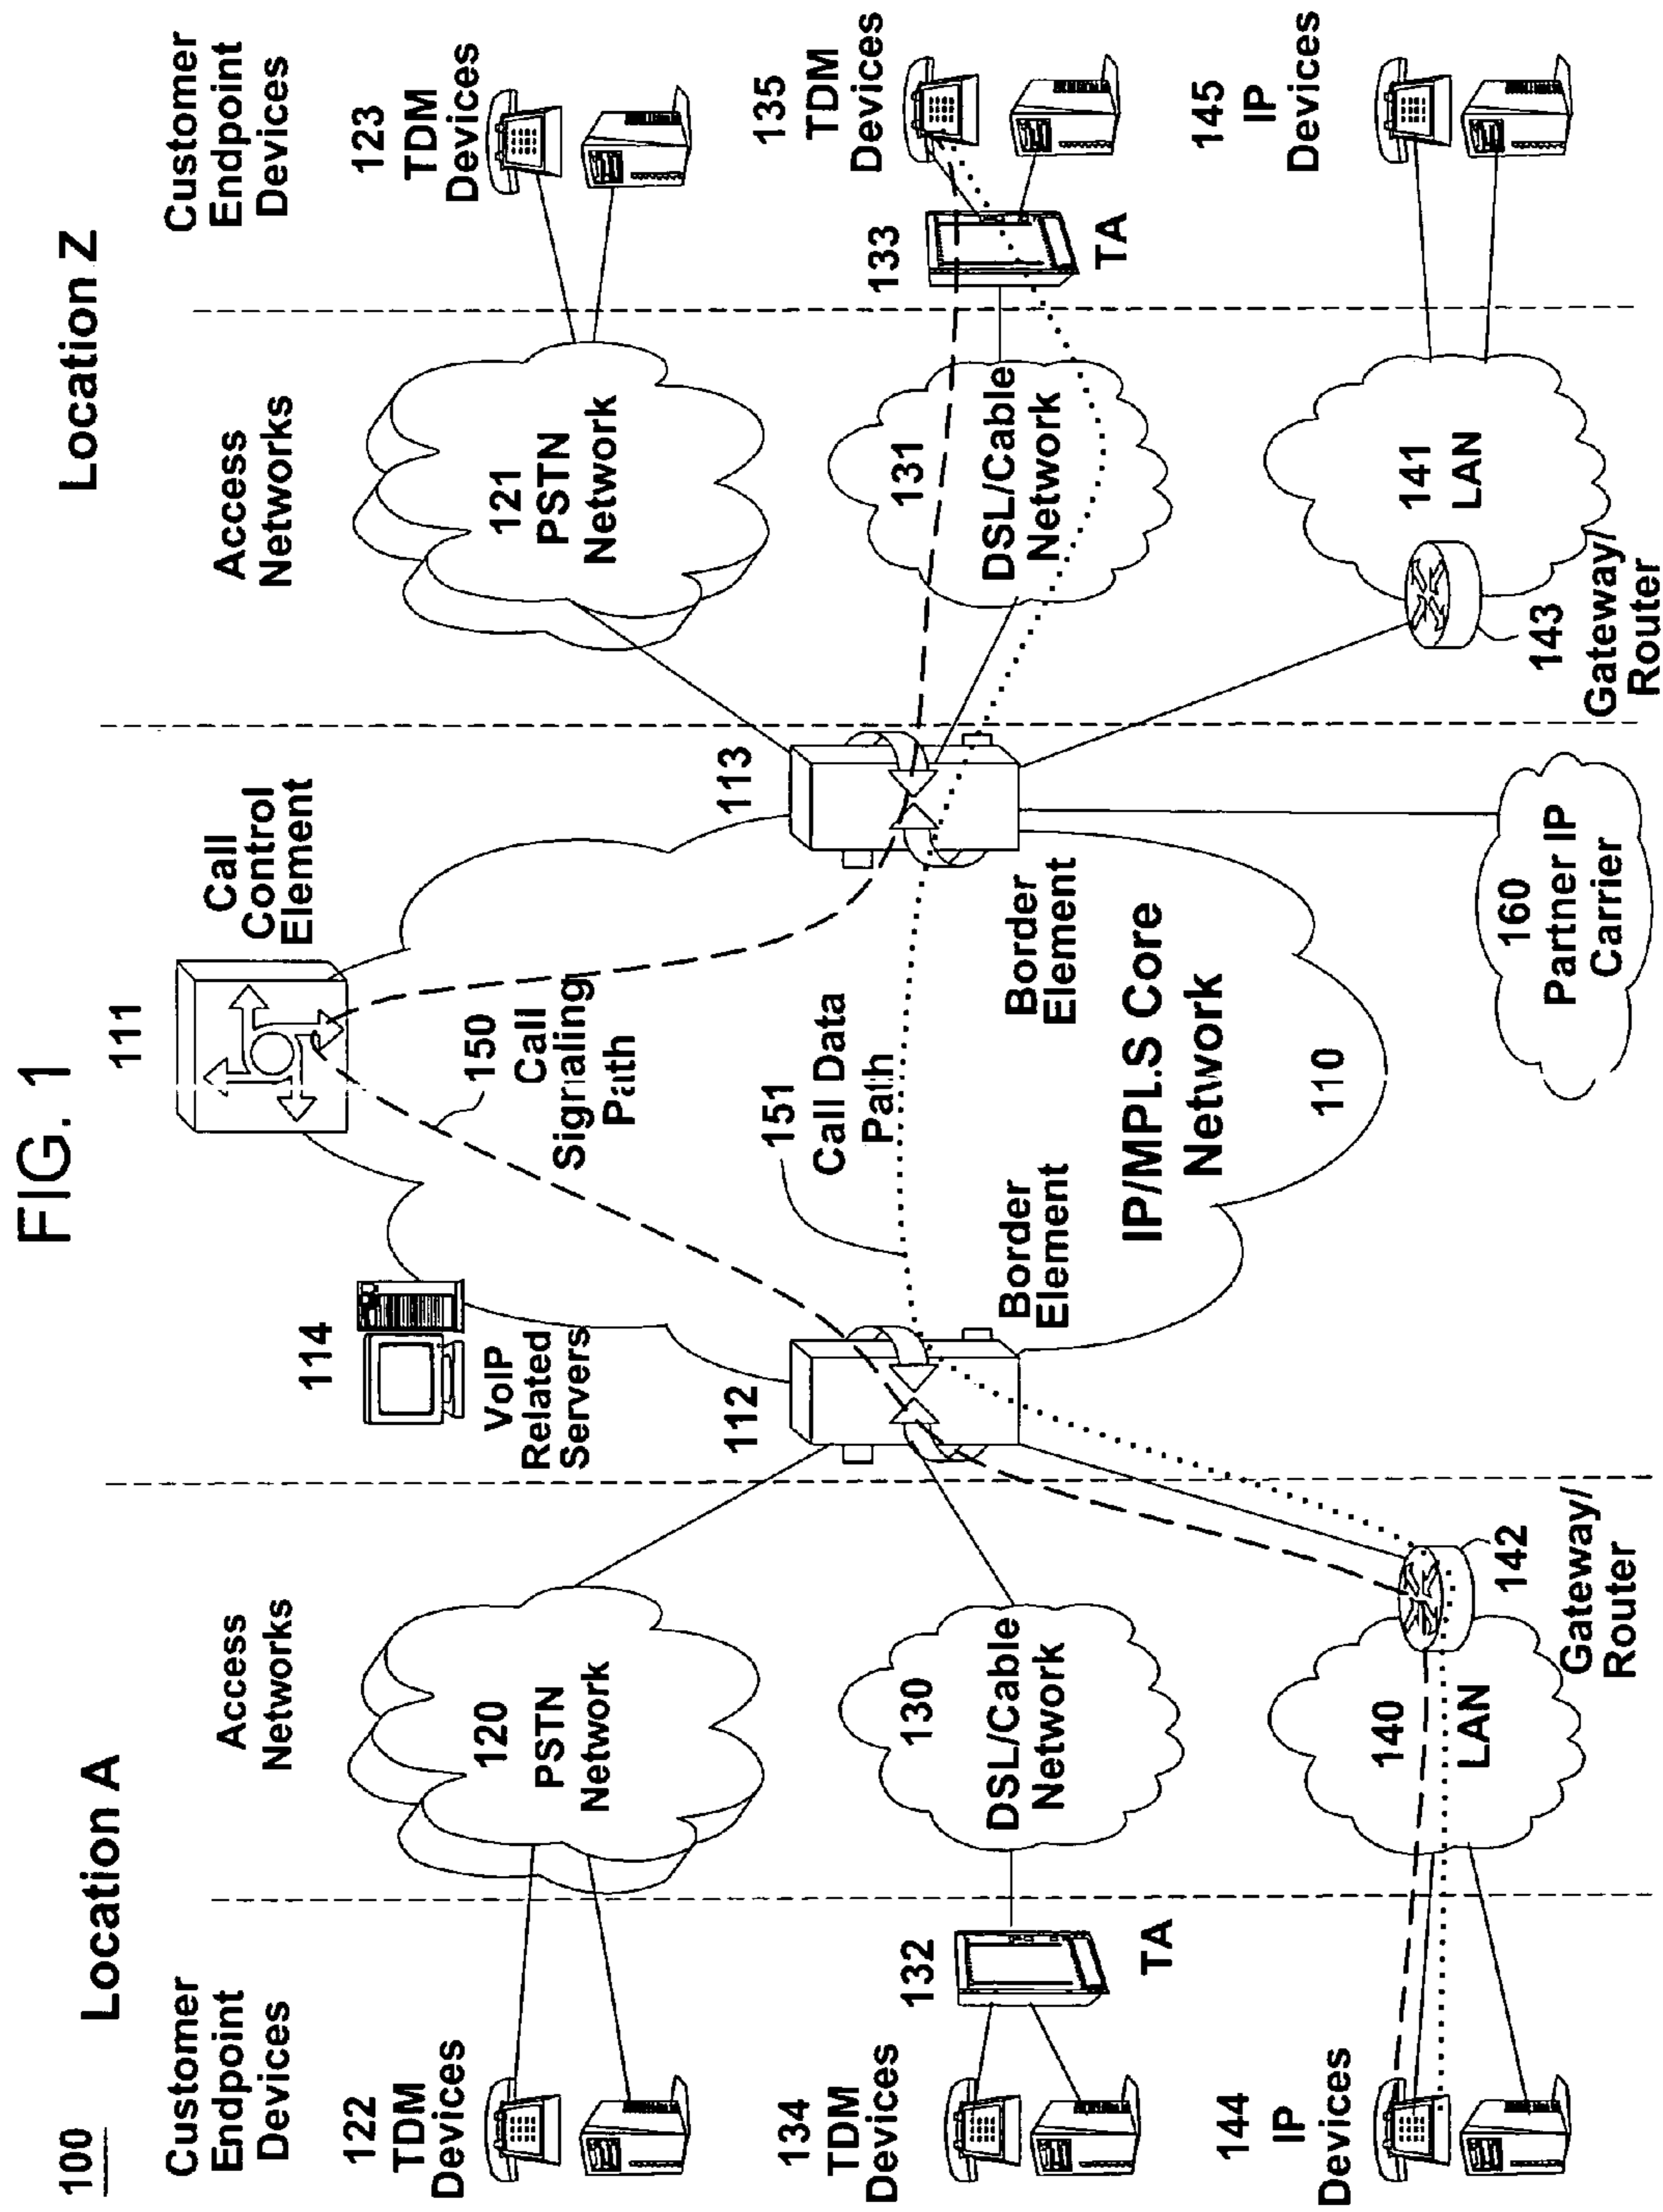 FIG. 1
100
Location A
Location Z
Customer
Endpoint
Devices
Access
Networks
111
Call
Control
Element
Access
Networks
Customer
Endpoint
Devices
114
VoIP
Related
Servers
122
TDM
Devices
120
PSTN
Network
150
Call
Signaling
Path
121
PSTN
Network
123
TDM
Devices
112
113
151
Call Data
Path
134
TDM
Devices
132
TA
130
DSL/Cable
Network
Border
Element
Border
Element
131
DSL/Cable
Network
133
TA
135
TDM
Devices
IP/MPLS Core
Network
110
144
IP
Devices
140
LAN
142
Gateway/
Router
160
Partner IP
Carrier
143
Gateway/
Router
141
LAN
145
IP
Devices